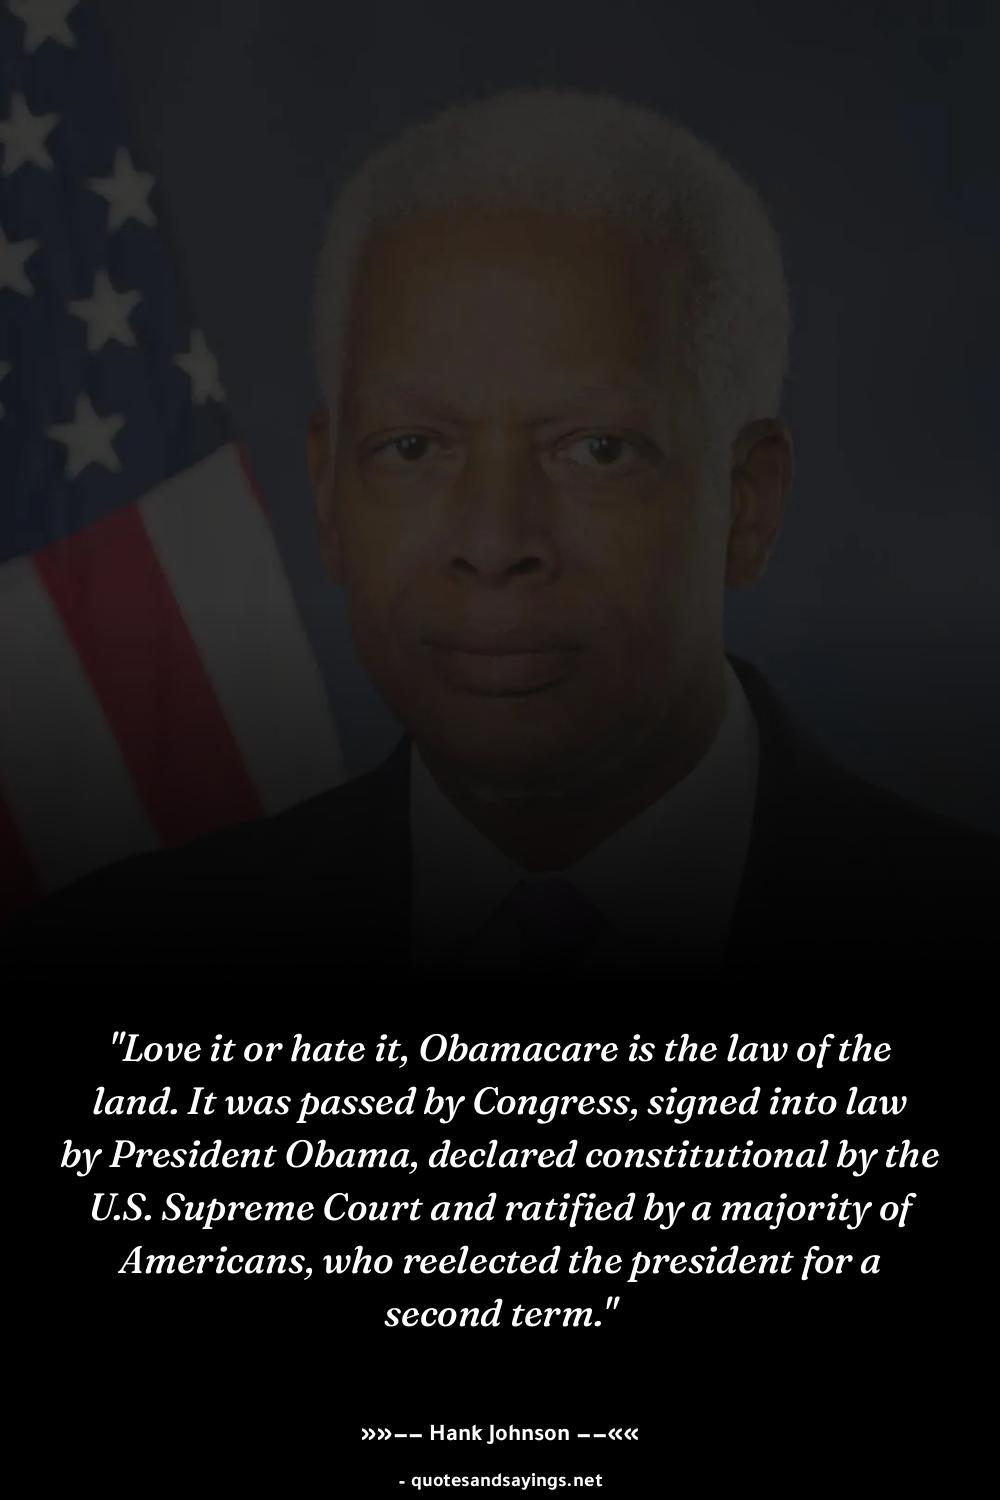 "Love it or hate it, Obamacare is the law of the
land. It was passed by Congress, signed into law
by President Obama, declared constitutional by the
U.S. Supreme Court and ratified by a majority of
Americans, who reelected the president for a
second term."
»»−− Hank Johnson −−««
- quotesandsayings.net